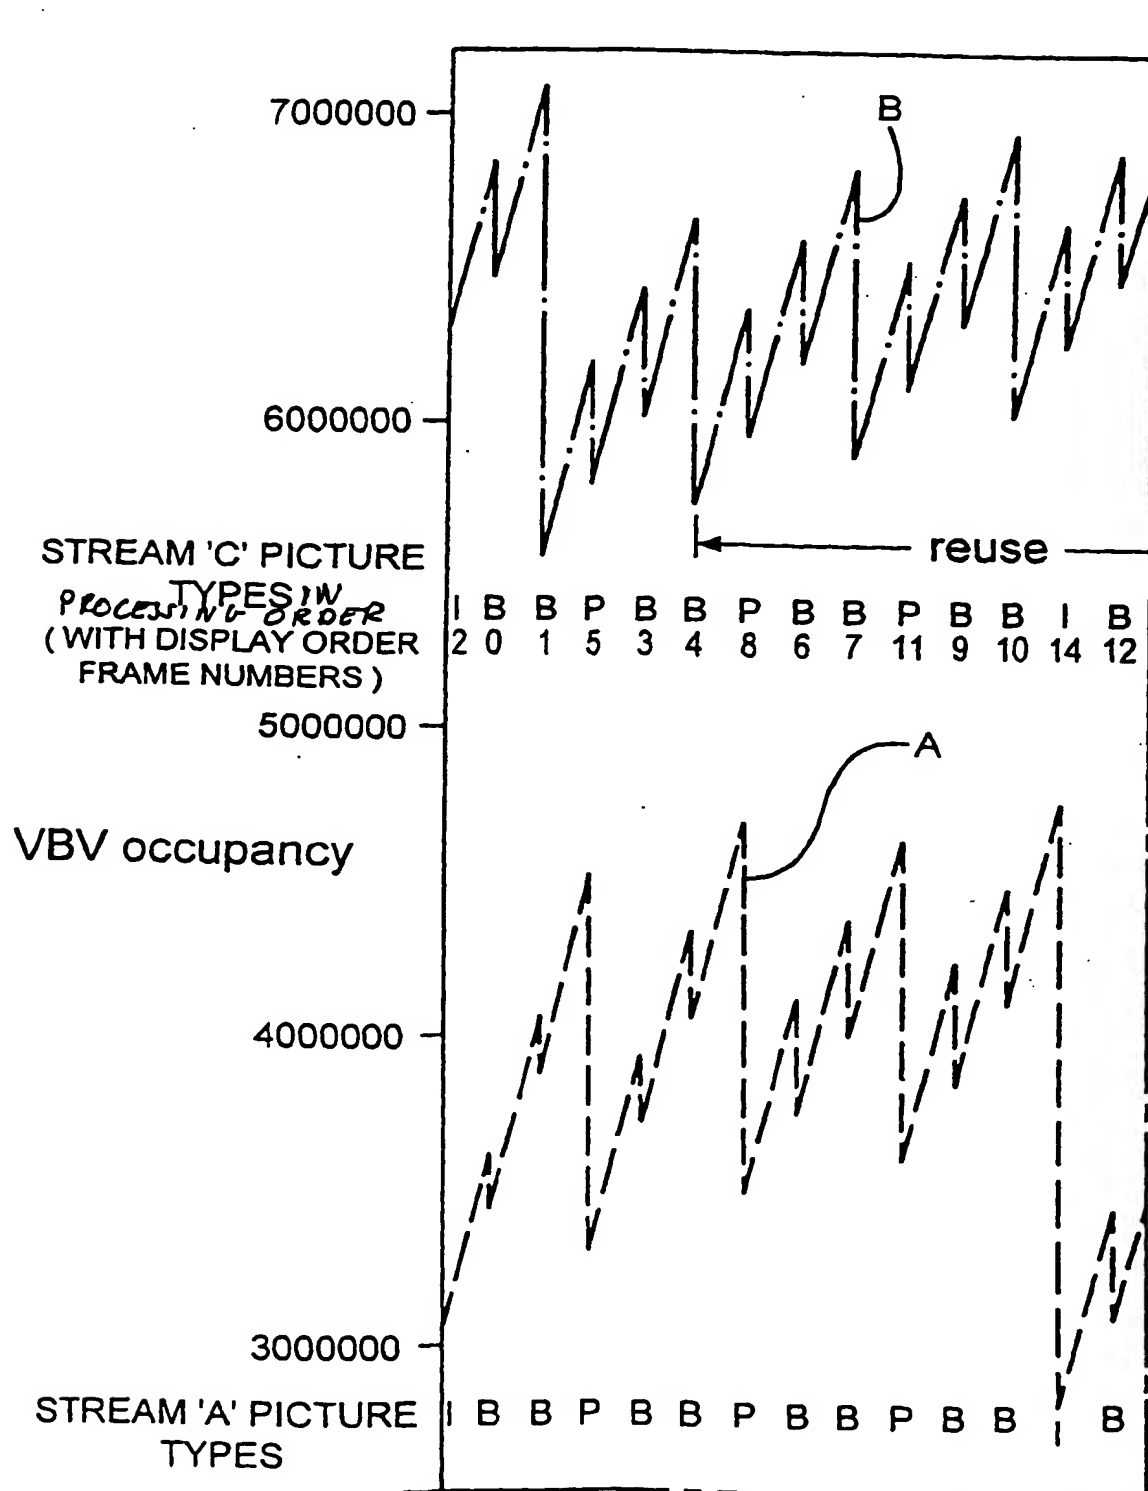 7000000
B
6000000
STREAM 'C' PICTURE
TYPES IN
PROCESSING ORDER
(WITH DISPLAY ORDER
FRAME NUMBERS)
reuse
I B B P B B P B B P B B I B
2 0 1 5 3 4 8 6 7 11 9 10 14 12
5000000
A
VBV occupancy
4000000
3000000
STREAM 'A' PICTURE
TYPES
I B B P B B P B B P B B I B